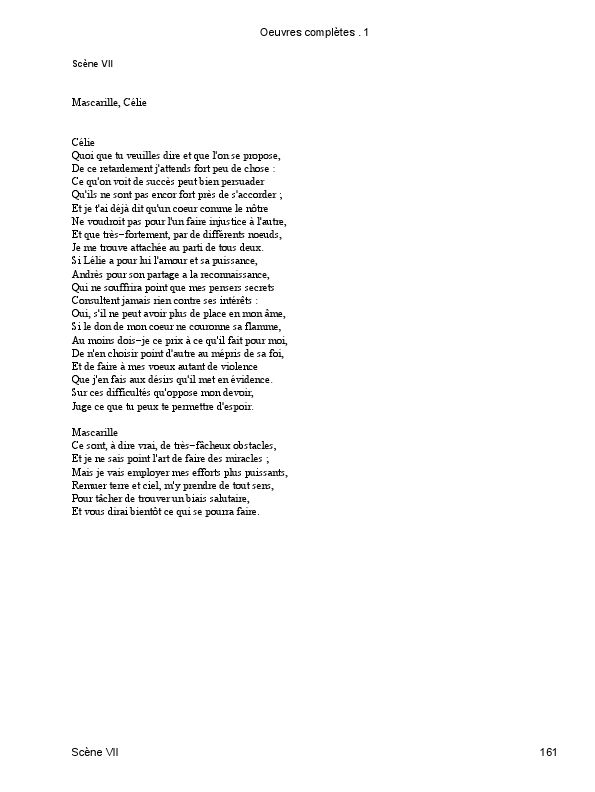 Oeuvres complètes . 1
Scène VII
Mascarille, Célie
Célie
Quoi que tu veuilles dire et que l'on se propose,
De ce retardement j'attends fort peu de chose :
Ce qu'on voit de succès peut bien persuader
Qu'ils ne sont pas encor fort près de s'accorder ;
Et je t'ai déjà dit qu'un coeur comme le nôtre
Ne voudroit pas pour l'un faire injustice à l'autre,
Et que très−fortement, par de différents noeuds,
Je me trouve attachée au parti de tous deux.
Si Lélie a pour lui l'amour et sa puissance,
Andrès pour son partage a la reconnaissance,
Qui ne souffrira point que mes pensers secrets
Consultent jamais rien contre ses intérêts :
Oui, s'il ne peut avoir plus de place en mon âme,
Si le don de mon coeur ne couronne sa flamme,
Au moins dois−je ce prix à ce qu'il fait pour moi,
De n'en choisir point d'autre au mépris de sa foi,
Et de faire à mes voeux autant de violence
Que j'en fais aux désirs qu'il met en évidence.
Sur ces difficultés qu'oppose mon devoir,
Juge ce que tu peux te permettre d'espoir.
Mascarille
Ce sont, à dire vrai, de très−fâcheux obstacles,
Et je ne sais point l'art de faire des miracles ;
Mais je vais employer mes efforts plus puissants,
Remuer terre et ciel, m'y prendre de tout sens,
Pour tâcher de trouver un biais salutaire,
Et vous dirai bientôt ce qui se pourra faire.
Scène VII
161